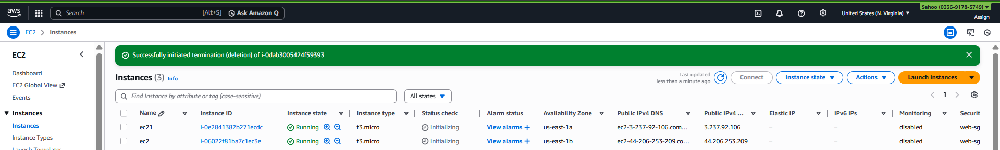 aws
Search [Alt+S] Ask Amazon Q
United States (N. Virginia)
Sahoo (0336-9178-5749)
Assign
EC2 > Instances
EC2
Dashboard
EC2 Global View
Events
Instances
Instances
Instance Types
Launch Templates
Successfully initiated termination (deletion) of i-0dab3005424f59393
Instances (3) Info
Last updated
less than a minute ago
Connect Instance state Actions Launch instances
Find Instance by attribute or tag (case-sensitive) All states 1
Name Instance ID Instance state Instance type Status check Alarm status Availability Zone Public IPv4 DNS Public IPv4 ... Elastic IP IPv6 IPs Monitoring Securit
ec21 i-0e2841382b271ecdc Running t3.micro Initializing View alarms + us-east-1a ec2-3-237-92-106.com... 3.237.92.106 – – disabled web-sg
ec2 i-06022f81ba7c1ec3e Running t3.micro Initializing View alarms + us-east-1b ec2-44-206-253-209.co... 44.206.253.209 – – disabled web-sg